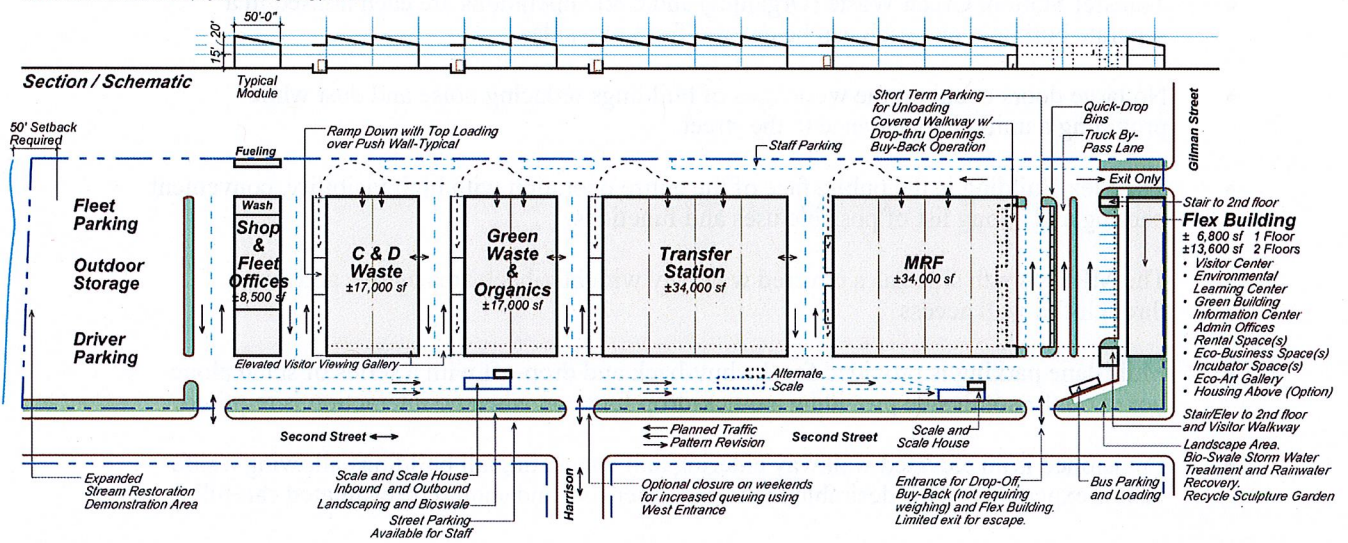 50'-0"
15' 20'
Section / Schematic
Typical
Module
50' Setback
Required
Ramp Down with Top Loading
over Push Wall-Typical
Fueling
Staff Parking
Short Term Parking
for Unloading
Covered Walkway w/
Drop-thru Openings.
Buy-Back Operation
Quick-Drop
Bins
Truck By-
Pass Lane
Gilman Street
Exit Only
Fleet
Parking
Outdoor
Storage
Driver
Parking
Wash
Shop
&
Fleet
Offices
±8,500 sf
C & D
Waste
±17,000 sf
Green
Waste
&
Organics
±17,000 sf
Transfer
Station
±34,000 sf
MRF
±34,000 sf
Stair to 2nd floor
Flex Building
± 6,800 sf 1 Floor
±13,600 sf 2 Floors
• Visitor Center
• Environmental
Learning Center
• Green Building
Information Center
• Admin Offices
• Rental Space(s)
• Eco-Business Space(s)
Incubator Space(s)
• Eco-Art Gallery
• Housing Above (Option)
Elevated Visitor Viewing Gallery
Alternate
Scale
Stair/Elev to 2nd floor
and Visitor Walkway
Second Street
Planned Traffic
Pattern Revision
Second Street
Scale and
Scale House
Landscape Area.
Bio-Swale Storm Water
Treatment and Rainwater
Recovery.
Recycle Sculpture Garden
Expanded
Stream Restoration
Demonstration Area
Scale and Scale House
Inbound and Outbound
Landscaping and Bioswale
Street Parking
Available for Staff
Harrison
Optional closure on weekends
for increased queuing using
West Entrance
Entrance for Drop-Off,
Buy-Back (not requiring
weighing) and Flex Building.
Limited exit for escape.
Bus Parking
and Loading